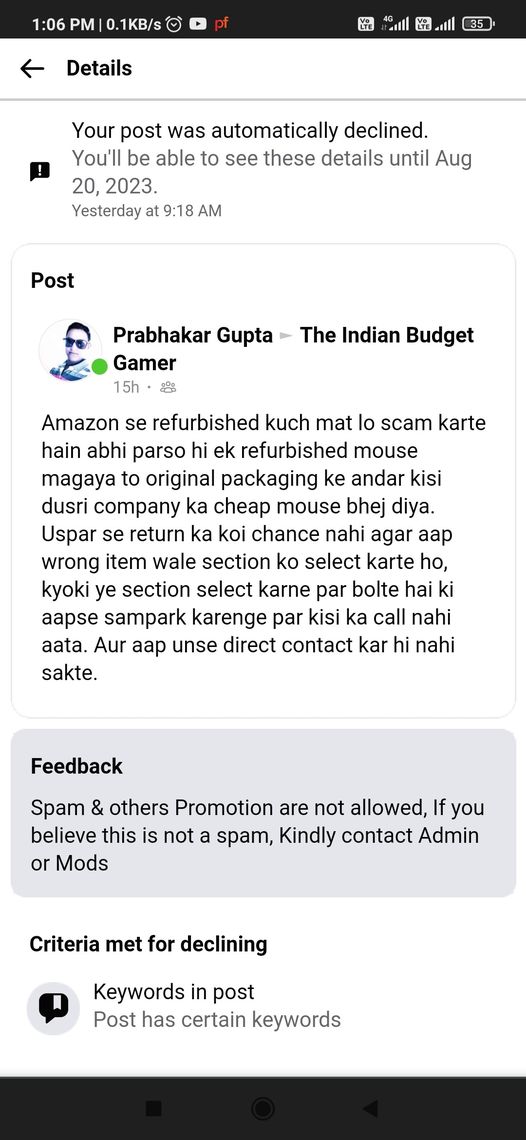 1:06 PM | 0.1KB/s pf Vo LTE 4G Vo LTE 35
Details
Your post was automatically declined.
You'll be able to see these details until Aug
20, 2023.
Yesterday at 9:18 AM
Post
Prabhakar Gupta ► The Indian Budget
Gamer
15h ·
Amazon se refurbished kuch mat lo scam karte
hain abhi parso hi ek refurbished mouse
magaya to original packaging ke andar kisi
dusri company ka cheap mouse bhej diya.
Uspar se return ka koi chance nahi agar aap
wrong item wale section ko select karte ho,
kyoki ye section select karne par bolte hai ki
aapse sampark karenge par kisi ka call nahi
aata. Aur aap unse direct contact kar hi nahi
sakte.
Feedback
Spam & others Promotion are not allowed, If you
believe this is not a spam, Kindly contact Admin
or Mods
Criteria met for declining
Keywords in post
Post has certain keywords